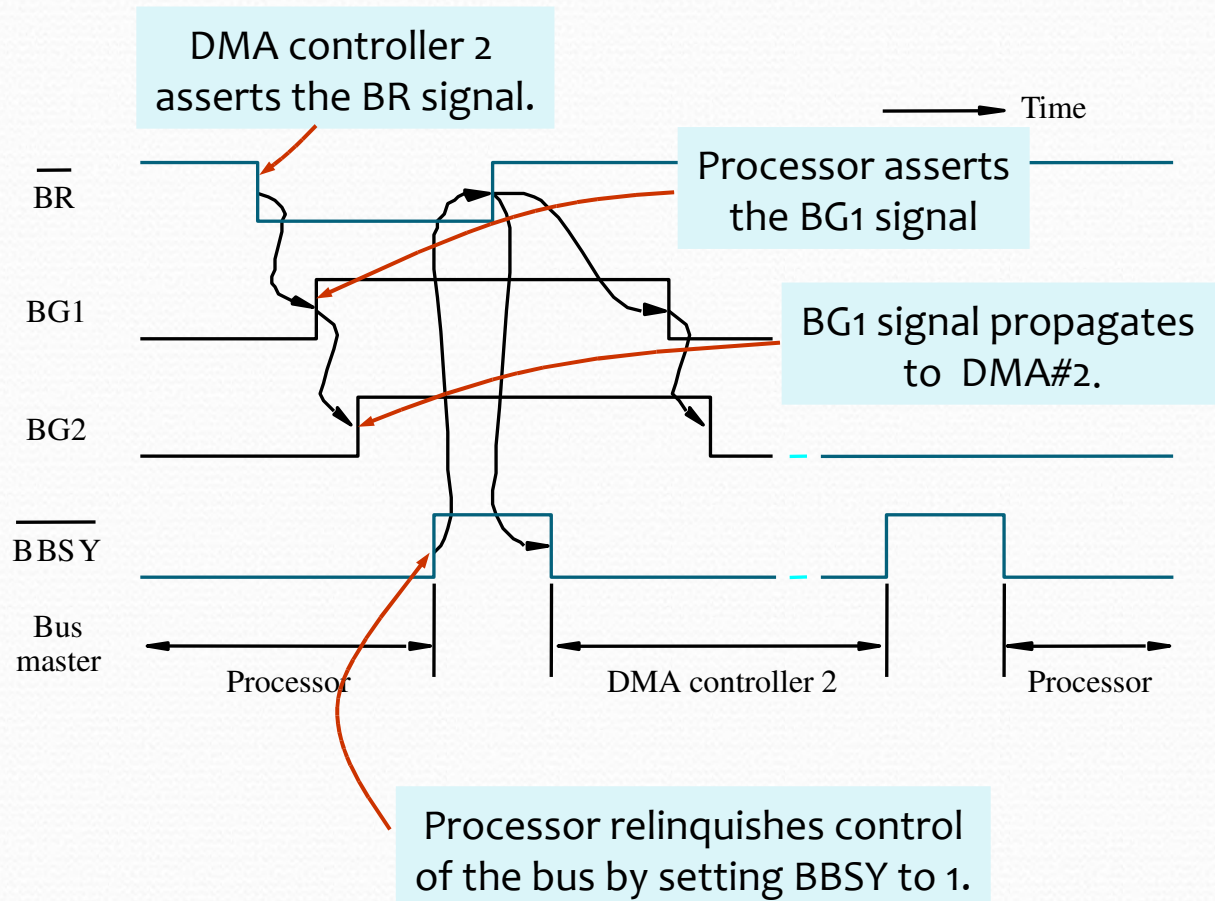 DMA controller 2
asserts the BR signal.
Time
BR
Processor asserts
the BG1 signal
BG1
BG1 signal propagates
to DMA#2.
BG2
BBSY
Bus
master
Processor
DMA controller 2
Processor
Processor relinquishes control
of the bus by setting BBSY to 1.